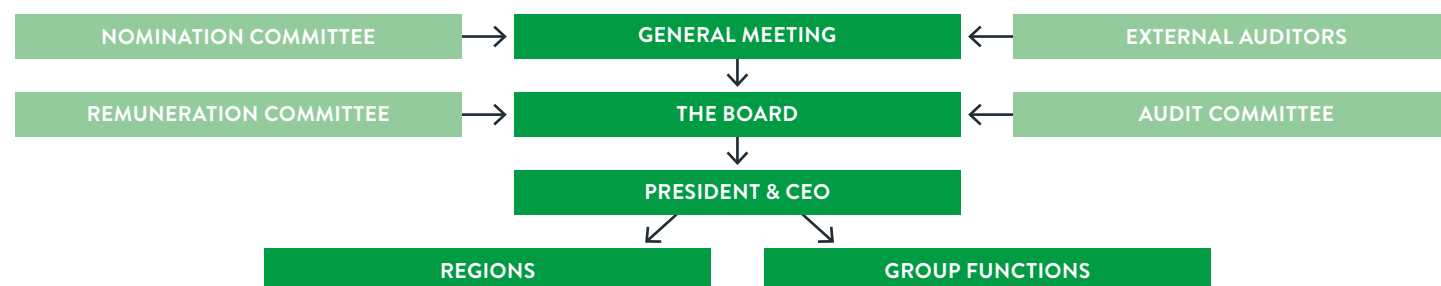 NOMINATION COMMITTEE
GENERAL MEETING
EXTERNAL AUDITORS
REMUNERATION COMMITTEE
THE BOARD
AUDIT COMMITTEE
PRESIDENT & CEO
REGIONS
GROUP FUNCTIONS